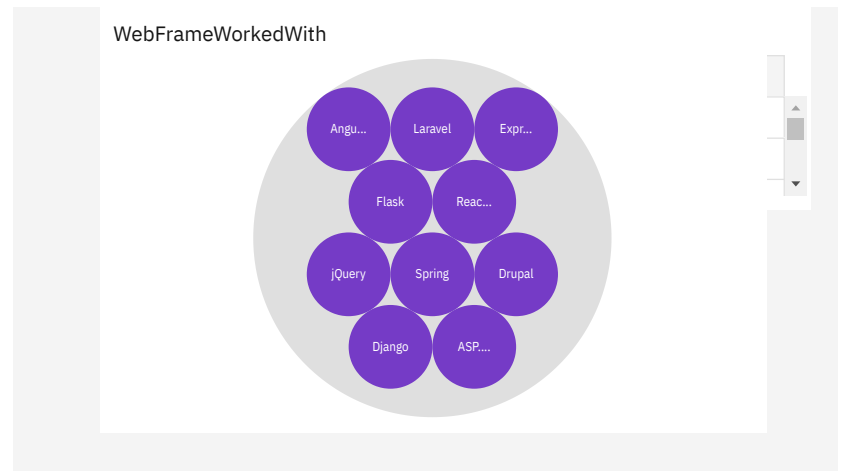 WebFrameWorkedWith
Angu... Laravel Expr...
Flask Reac...
jQuery Spring Drupal
Django ASP....